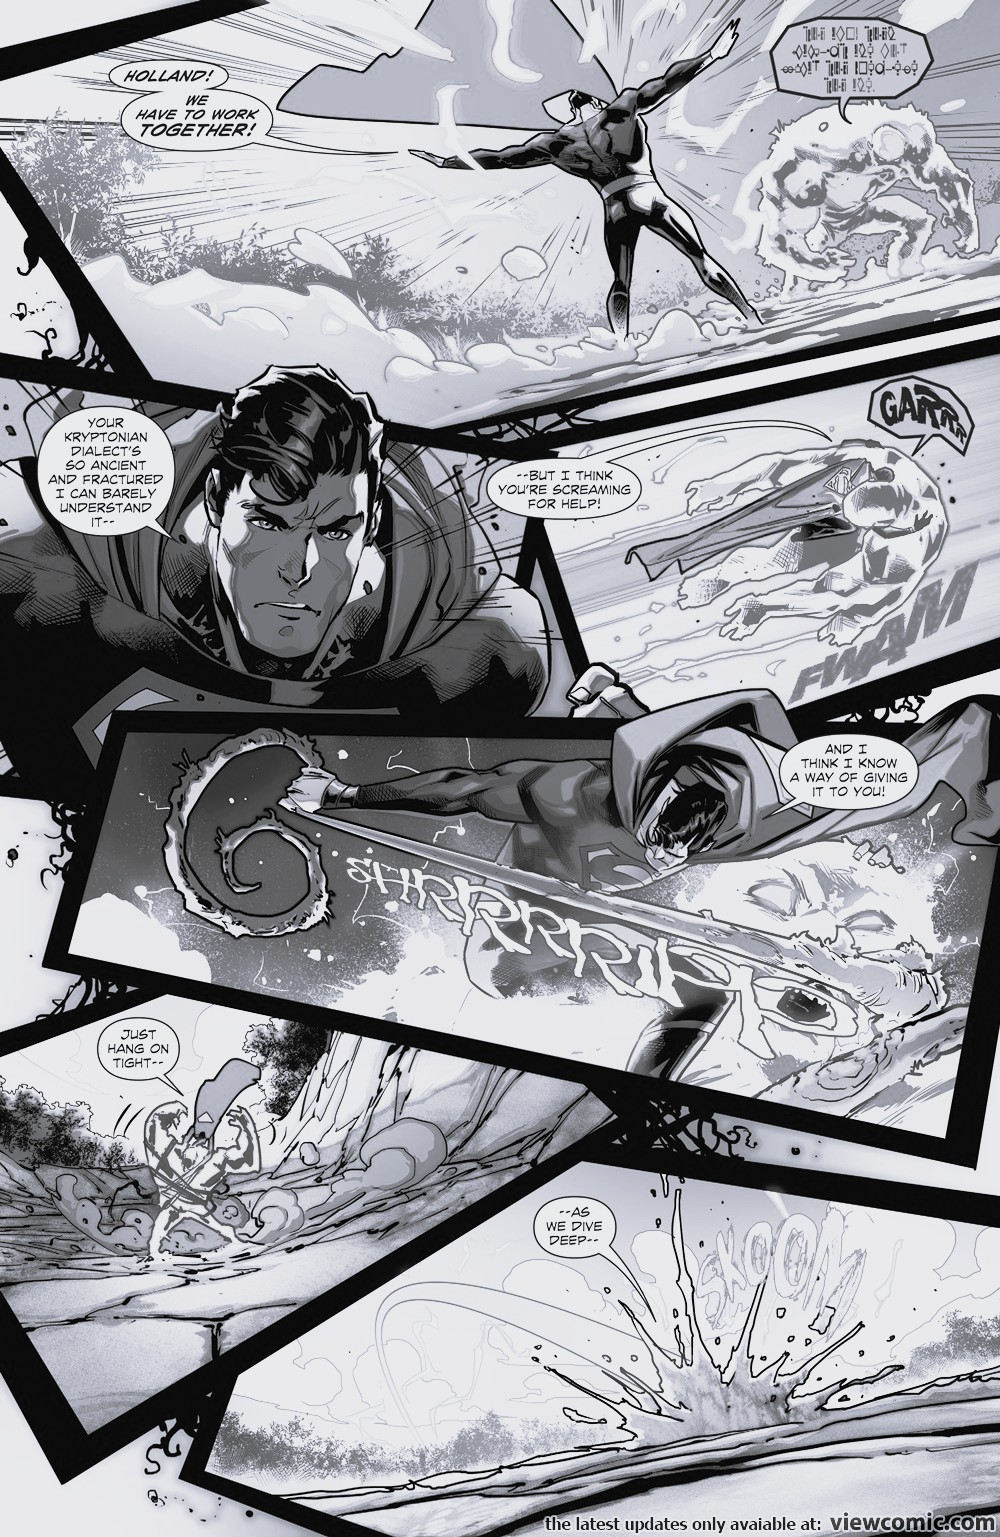 HOLLAND!
WE
HAVE TO WORK
TOGETHER!
YOUR
KRYPTONIAN
DIALECT'S
SO ANCIENT
AND FRACTURED
I CAN BARELY
UNDERSTAND
IT--
--BUT I THINK
YOU'RE SCREAMING
FOR HELP!
GARRRR
FWAM
AND I
THINK I KNOW
A WAY OF GIVING
IT TO YOU!
JUST
HANG ON
TIGHT--
--AS
WE DIVE
DEEP--
SKOOM
the latest updates only avaiable at: viewcomic.com